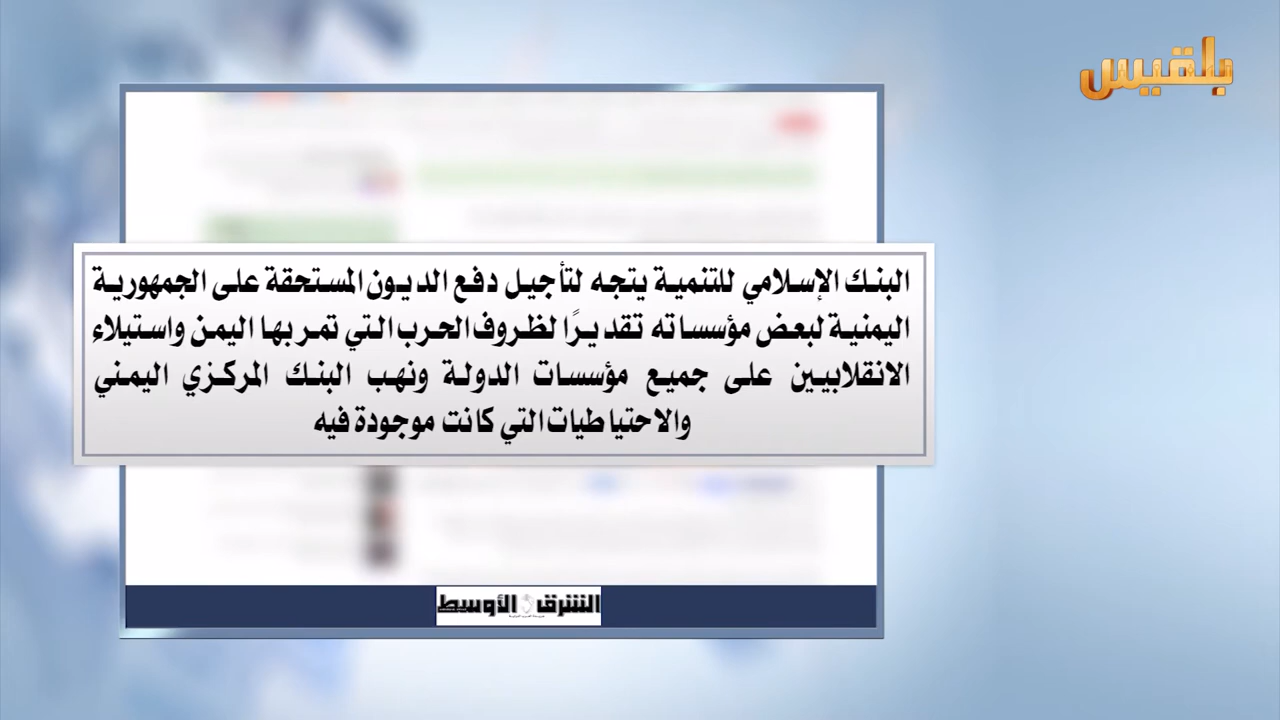 بلقيس
البنك الإسلامي للتنمية يتجه لتأجيل دفع الديون المستحقة على الجمهورية
اليمنية لبعض مؤسساته تقديرًا لظروف الحرب التي تمر بها اليمن واستيلاء
الانقلابيين على جميع مؤسسات الدولة ونهب البنك المركزي اليمني
والاحتياطيات التي كانت موجودة فيه
الشرق الأوسط